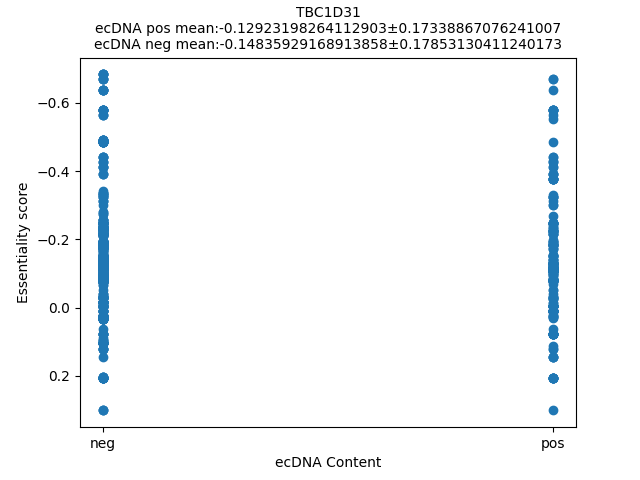 TBC1D31
ecDNA pos mean:-0.12923198264112903±0.17338867076241007
ecDNA neg mean:-0.14835929168913858±0.17853130411240173
Essentiality score
−0.6
−0.4
−0.2
0.0
0.2
neg
pos
ecDNA Content